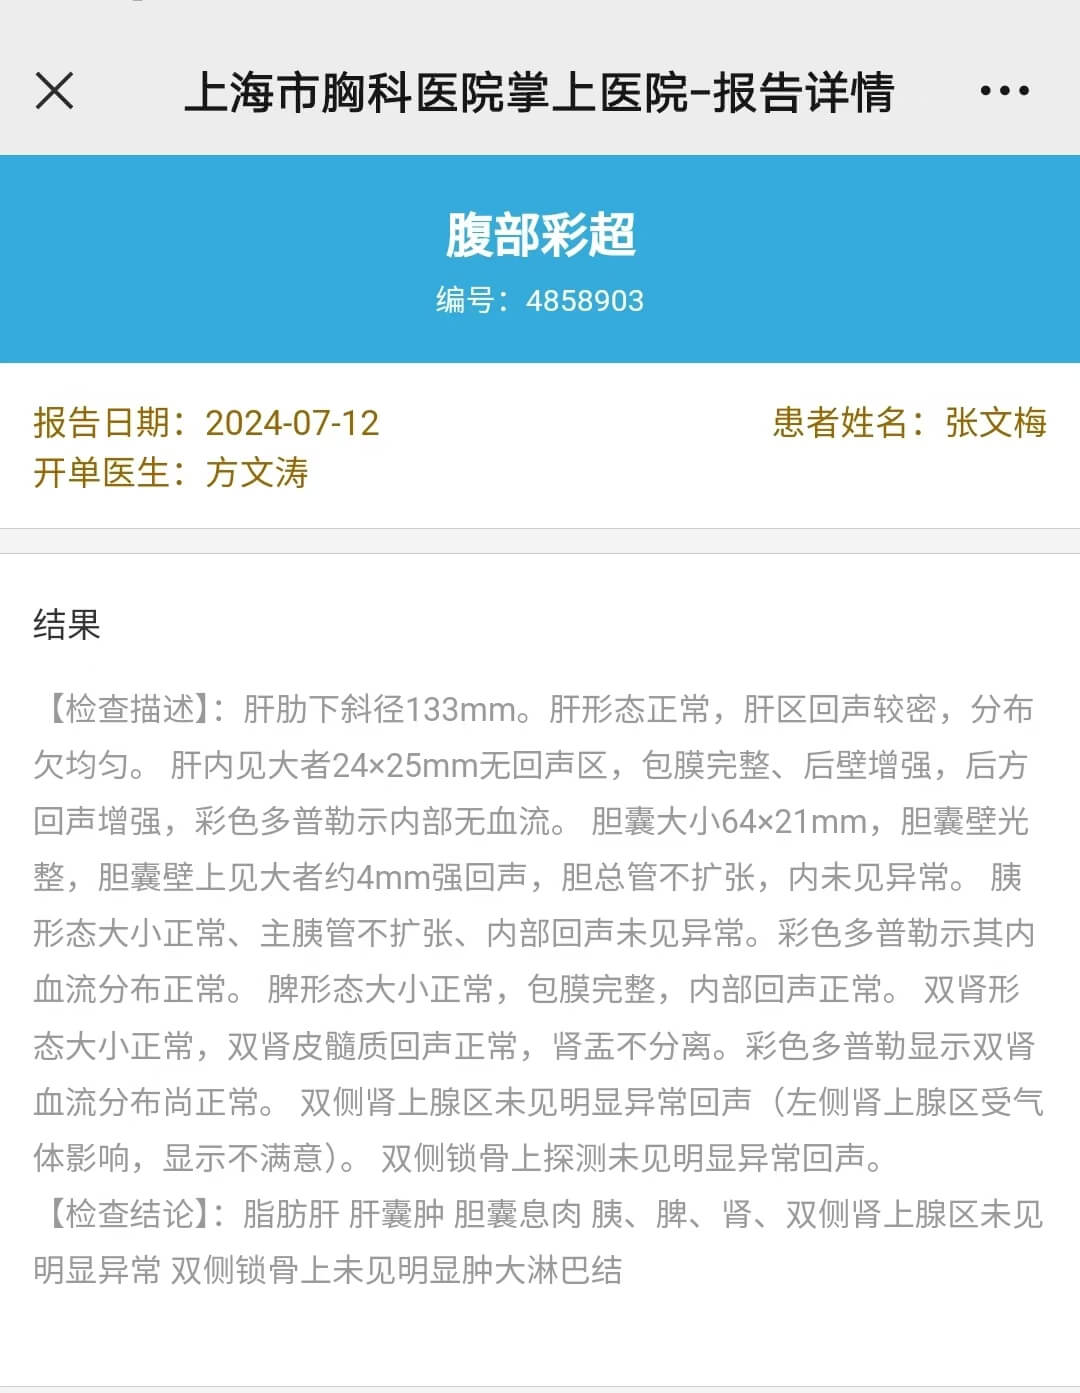 上海市胸科医院掌上医院-报告详情
腹部彩超
编号：4858903
报告日期：2024-07-12 患者姓名：张文梅
开单医生：方文涛
结果
【检查描述】：肝肋下斜径133mm。肝形态正常，肝区回声较密，分布
欠均匀。 肝内见大者24×25mm无回声区，包膜完整、后壁增强，后方
回声增强，彩色多普勒示内部无血流。 胆囊大小64×21mm，胆囊壁光
整，胆囊壁上见大者约4mm强回声，胆总管不扩张，内未见异常。 胰
形态大小正常、主胰管不扩张、内部回声未见异常。彩色多普勒示其内
血流分布正常。 脾形态大小正常，包膜完整，内部回声正常。 双肾形
态大小正常，双肾皮髓质回声正常，肾盂不分离。彩色多普勒显示双肾
血流分布尚正常。 双侧肾上腺区未见明显异常回声（左侧肾上腺区受气
体影响，显示不满意）。 双侧锁骨上探测未见明显异常回声。
【检查结论】：脂肪肝 肝囊肿 胆囊息肉 胰、脾、肾、双侧肾上腺区未见
明显异常 双侧锁骨上未见明显肿大淋巴结